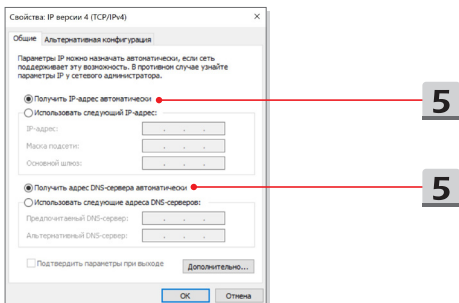 Свойства: IP версии 4 (TCP/IPv4)
Общие Альтернативная конфигурация
Параметры IP можно назначать автоматически, если сеть
поддерживает эту возможность. В противном случае узнайте
параметры IP у сетевого администратора.
Получить IP-адрес автоматически
5
Использовать следующий IP-адрес:
IP-адрес:
Маска подсети:
Основной шлюз:
Получить адрес DNS-сервера автоматически
5
Использовать следующие адреса DNS-серверов:
Предпочитаемый DNS-сервер:
Альтернативный DNS-сервер:
Подтвердить параметры при выходе
Дополнительно...
ОК Отмена